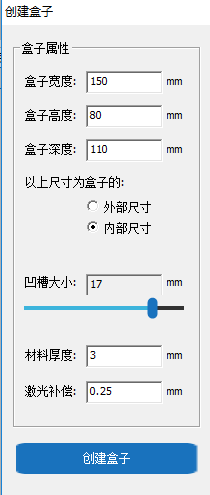 创建盒子
盒子属性
盒子宽度: 150 mm
盒子高度: 80 mm
盒子深度: 110 mm
以上尺寸为盒子的:
外部尺寸
内部尺寸
凹槽大小: 17 mm
材料厚度: 3 mm
激光补偿: 0.25 mm
创建盒子